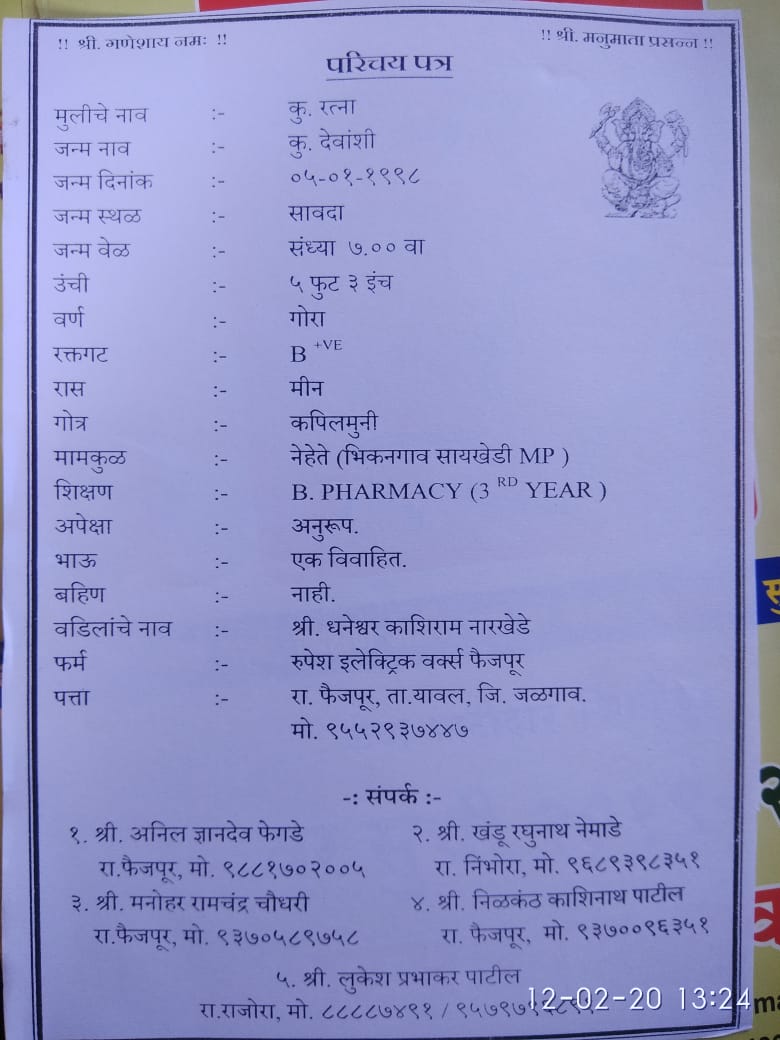 !! श्री. गणेशाय नमः !! !! श्री. मनुमाता प्रसन्न !!
परिचय पत्र
मुलीचे नाव :- कु. रत्ना
जन्म नाव :- कु. देवांशी
जन्म दिनांक :- ०५-०१-१९९८
जन्म स्थळ :- सावदा
जन्म वेळ :- संध्या ७.०० वा
उंची :- ५ फुट ३ इंच
वर्ण :- गोरा
रक्तगट :- B +VE
रास :- मीन
गोत्र :- कपिलमुनी
मामकुळ :- नेहेते (भिकनगाव सायखेडी MP )
शिक्षण :- B. PHARMACY (3 RD YEAR )
अपेक्षा :- अनुरूप.
भाऊ :- एक विवाहित.
बहिण :- नाही.
वडिलांचे नाव :- श्री. धनेश्वर काशिराम नारखेडे
फर्म :- रुपेश इलेक्ट्रिक वर्क्स फैजपूर
पत्ता :- रा. फैजपूर, ता.यावल, जि. जळगाव.
मो. ९५५२९३७४४७
-: संपर्क :-
१. श्री. अनिल ज्ञानदेव फेगडे २. श्री. खंडू रघुनाथ नेमाडे
रा.फैजपूर, मो. ९८८१७०२००५ रा. निंभोरा, मो. ९६८९३९८३५१
३. श्री. मनोहर रामचंद्र चौधरी ४. श्री. निळकंठ काशिनाथ पाटील
रा.फैजपूर, मो. ९३७०५८९७५८ रा. फैजपूर, मो. ९३७००९६३५१
५. श्री. लुकेश प्रभाकर पाटील
रा.राजोरा, मो. ८८८८७४९१ /
12-02-20 13:24